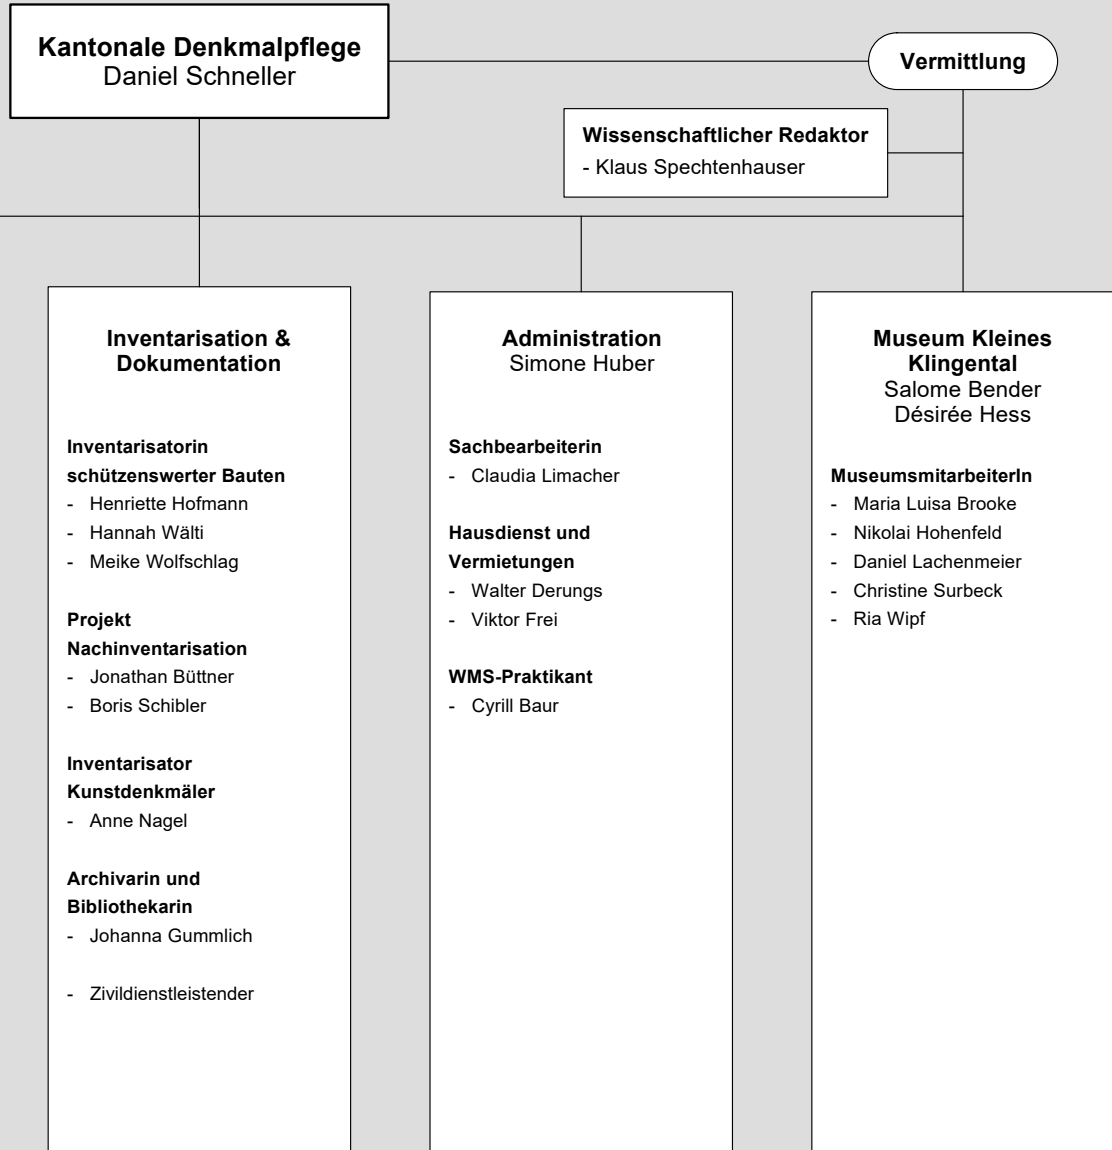 Kantonale Denkmalpflege
Daniel Schneller
Vermittlung
Wissenschaftlicher Redaktor
- Klaus Spechtenhauser
Inventarisation &
Dokumentation
Inventarisatorin
schützenswerter Bauten
- Henriette Hofmann
- Hannah Wälti
- Meike Wolfschlag
Projekt
Nachinventarisation
- Jonathan Büttner
- Boris Schibler
Inventarisator
Kunstdenkmäler
- Anne Nagel
Archivarin und
Bibliothekarin
- Johanna Gummlich
- Zivildienstleistender
Administration
Simone Huber
Sachbearbeiterin
- Claudia Limacher
Hausdienst und
Vermietungen
- Walter Derungs
- Viktor Frei
WMS-Praktikant
- Cyrill Baur
Museum Kleines
Klingental
Salome Bender
Désirée Hess
MuseumsmitarbeiterIn
- Maria Luisa Brooke
- Nikolai Hohenfeld
- Daniel Lachenmeier
- Christine Surbeck
- Ria Wipf